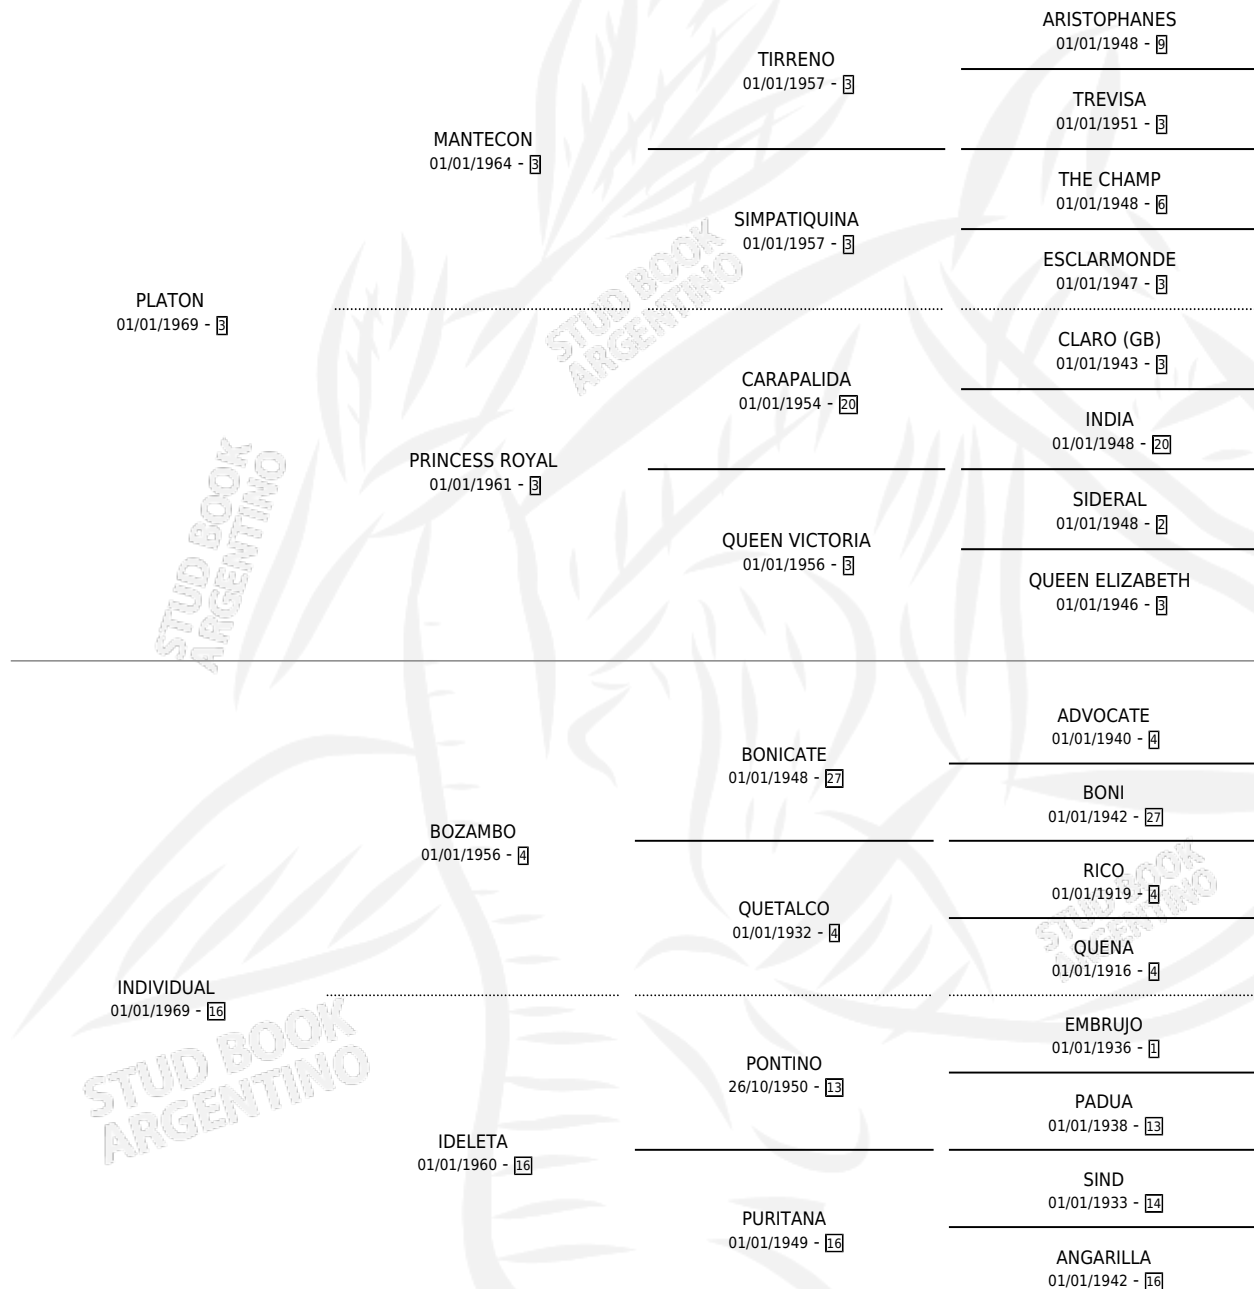 ARISTOPHANES
01/01/1948 - 9
TIRRENO
01/01/1957 - 3
TREVISA
01/01/1951 - 3
MANTECON
01/01/1964 - 3
THE CHAMP
01/01/1948 - 6
SIMPATIQUINA
01/01/1957 - 3
ESCLARMONDE
01/01/1947 - 3
PLATON
01/01/1969 - 3
CLARO (GB)
01/01/1943 - 3
CARAPALIDA
01/01/1954 - 20
INDIA
01/01/1948 - 20
PRINCESS ROYAL
01/01/1961 - 3
SIDERAL
01/01/1948 - 2
QUEEN VICTORIA
01/01/1956 - 3
QUEEN ELIZABETH
01/01/1946 - 3
ADVOCATE
01/01/1940 - 4
BONICATE
01/01/1948 - 27
BONI
01/01/1942 - 27
BOZAMBO
01/01/1956 - 4
RICO
01/01/1919 - 4
QUETALCO
01/01/1932 - 4
QUENA
01/01/1916 - 4
INDIVIDUAL
01/01/1969 - 16
EMBRUJO
01/01/1936 - 1
PONTINO
26/10/1950 - 13
PADUA
01/01/1938 - 13
IDELETA
01/01/1960 - 16
SIND
01/01/1933 - 14
PURITANA
01/01/1949 - 16
ANGARILLA
01/01/1942 - 16
STUD BOOK
ARGENTINO
STUD BOOK
ARGENTINO
STUD BOOK
ARGENTINO
STUD BOOK
ARGENTINO